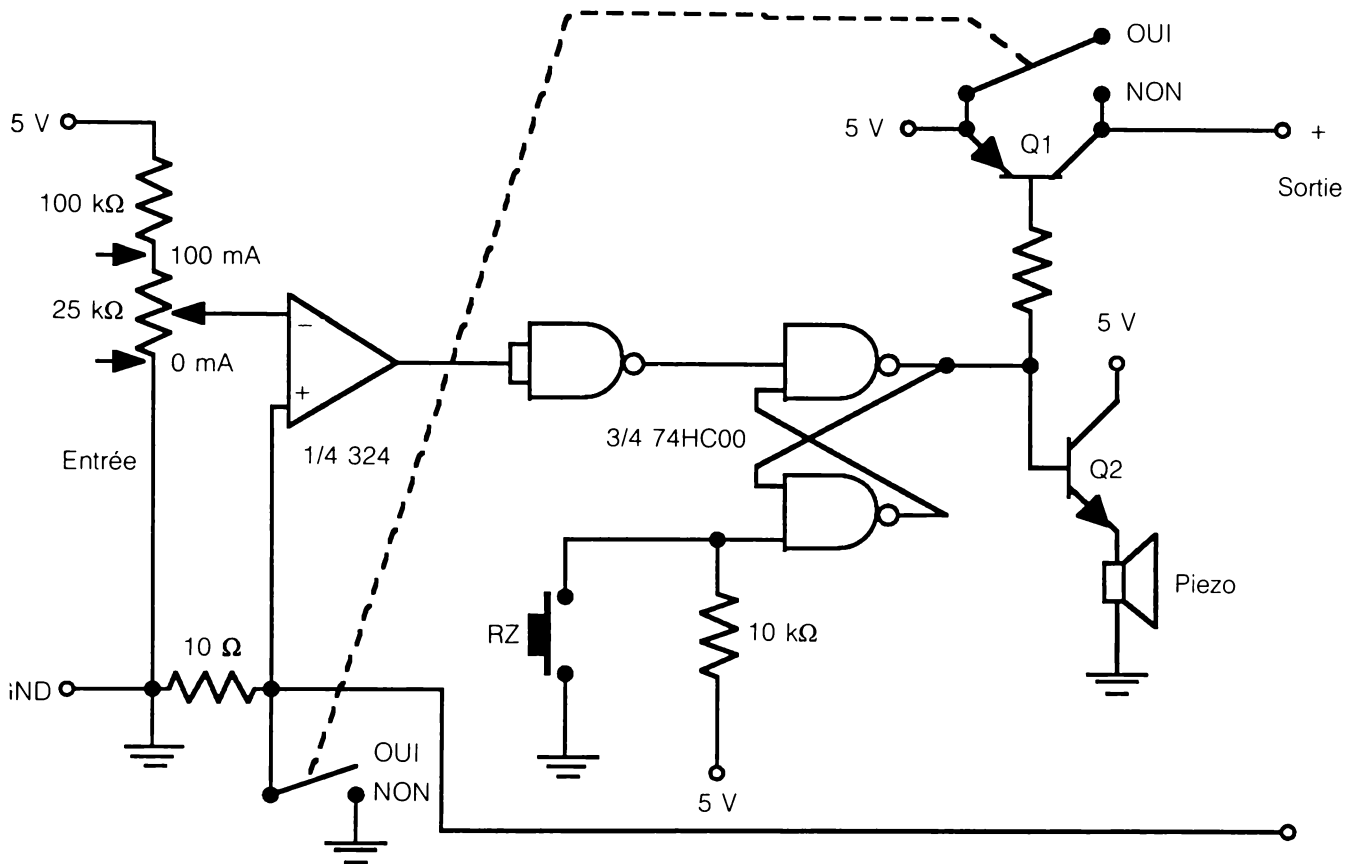 OUI
NON
5 V
5 V
Q1
+
Sortie
100 kΩ
100 mA
25 kΩ
0 mA
−
+
1/4 324
3/4 74HC00
5 V
Q2
Entrée
Piezo
RZ
10 kΩ
10 Ω
iND
OUI
NON
5 V